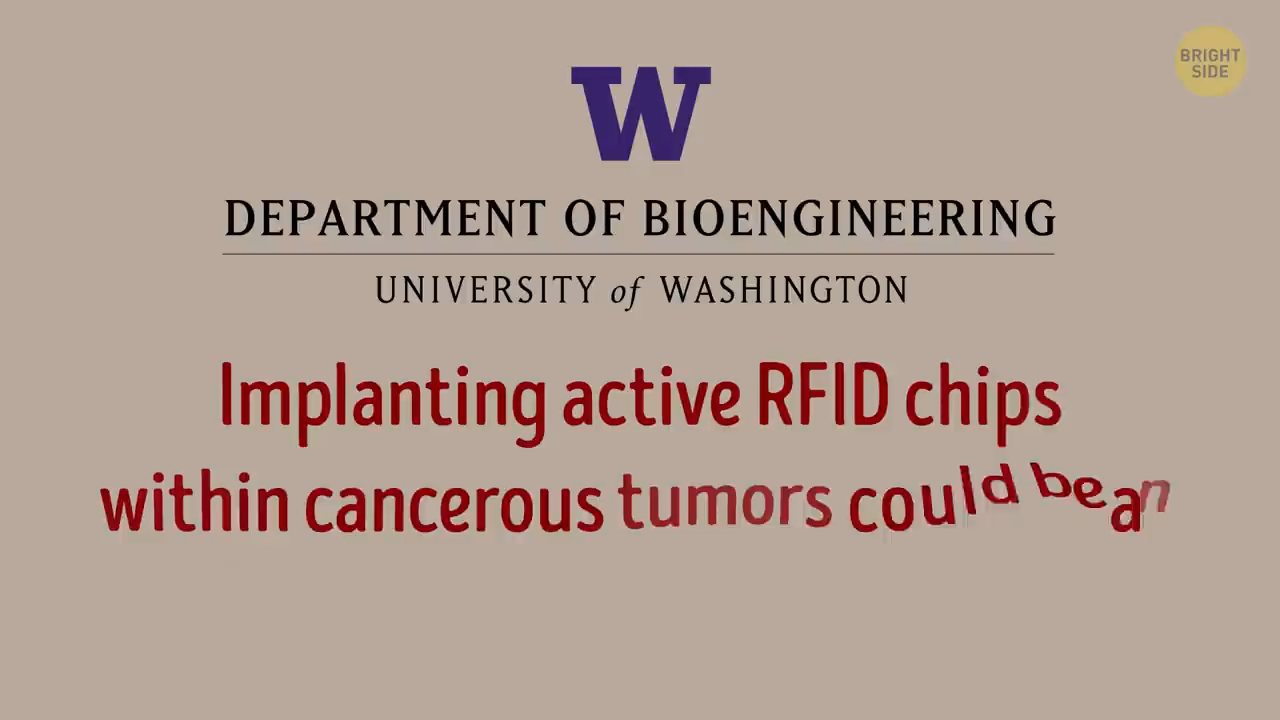 BRIGHT
SIDE
W
DEPARTMENT OF BIOENGINEERING
UNIVERSITY of WASHINGTON
Implanting active RFID chips
within cancerous tumors could be an